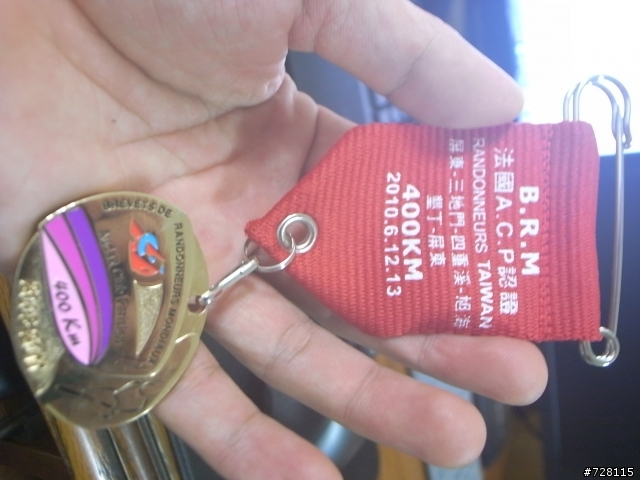 B.R.M
法國A.C.P認證
RANDONNEURS TAIWAN
屏東-三地門-四重溪-旭海
墾丁-屏東
400KM
2010.6.12.13
BREVETS DE RANDONNEURS MONDIAUX
400 Km
#728115